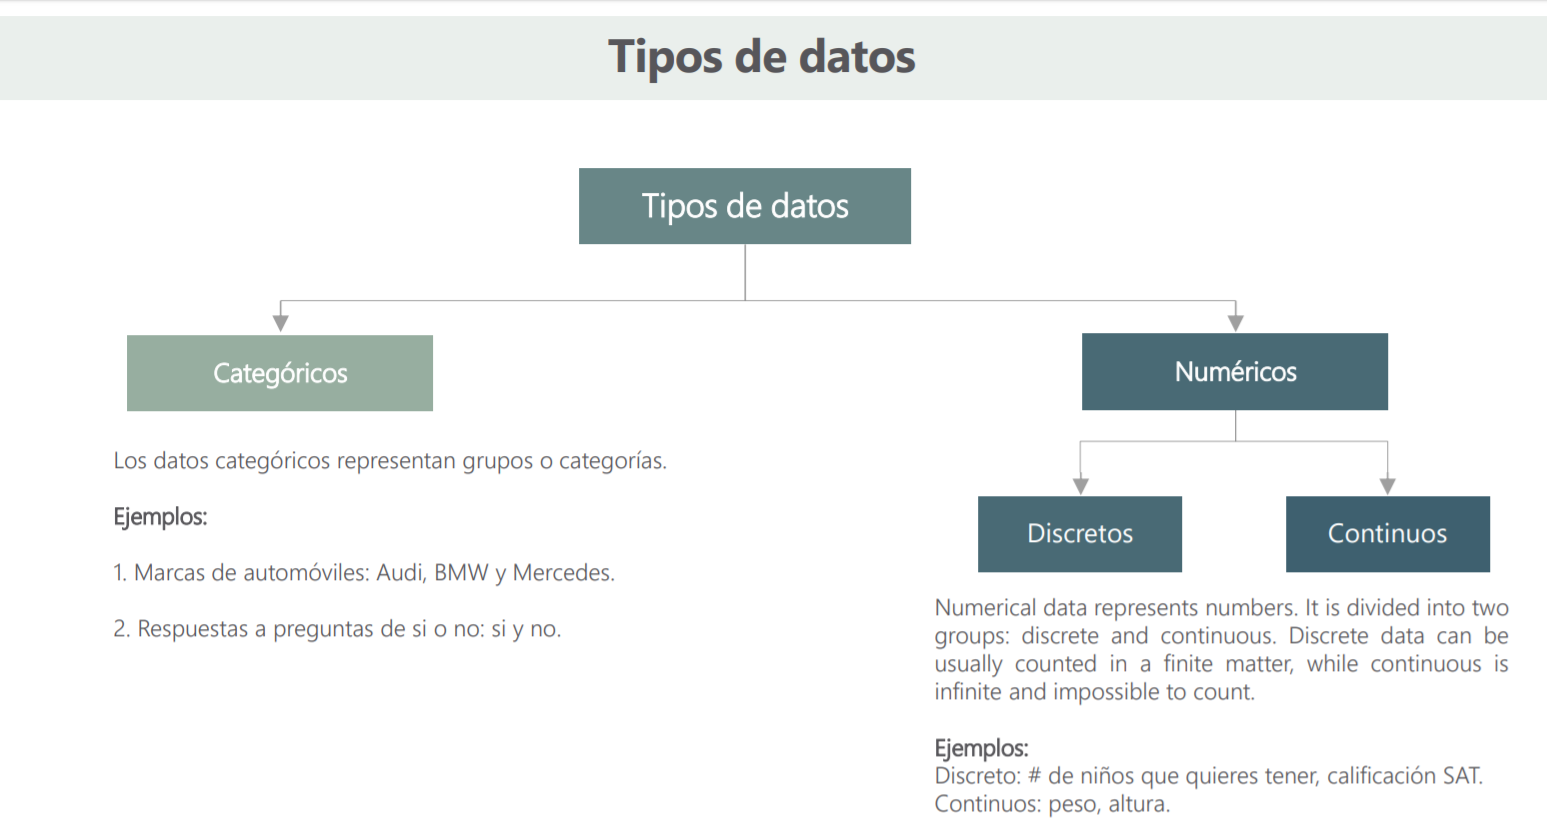 Tipos de datos
Tipos de datos
Categóricos
Los datos categóricos representan grupos o categorías.
Ejemplos:
1. Marcas de automóviles: Audi, BMW y Mercedes.
2. Respuestas a preguntas de si o no: si y no.
Numéricos
Discretos
Continuos
Numerical data represents numbers. It is divided into two
groups: discrete and continuous. Discrete data can be
usually counted in a finite matter, while continuous is
infinite and impossible to count.
Ejemplos:
Discreto: # de niños que quieres tener, calificación SAT.
Continuos: peso, altura.